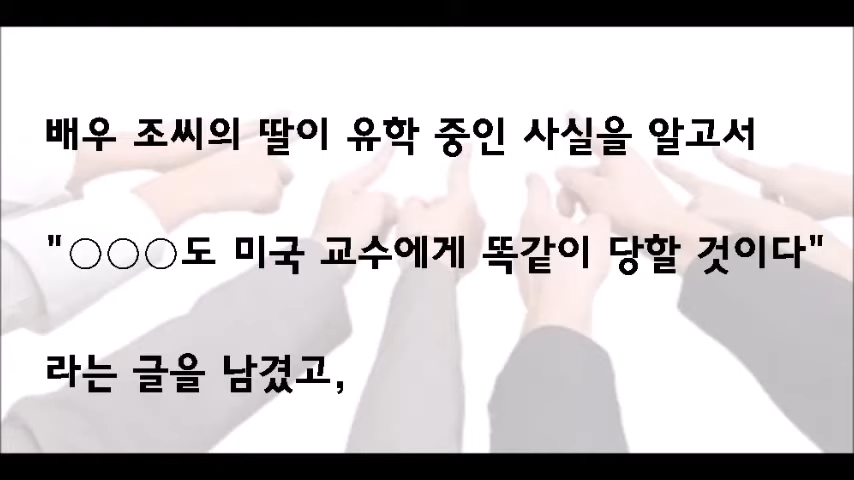 배우 조씨의 딸이 유학 중인 사실을 알고서
"○○○도 미국 교수에게 똑같이 당할 것이다"
라는 글을 남겼고,